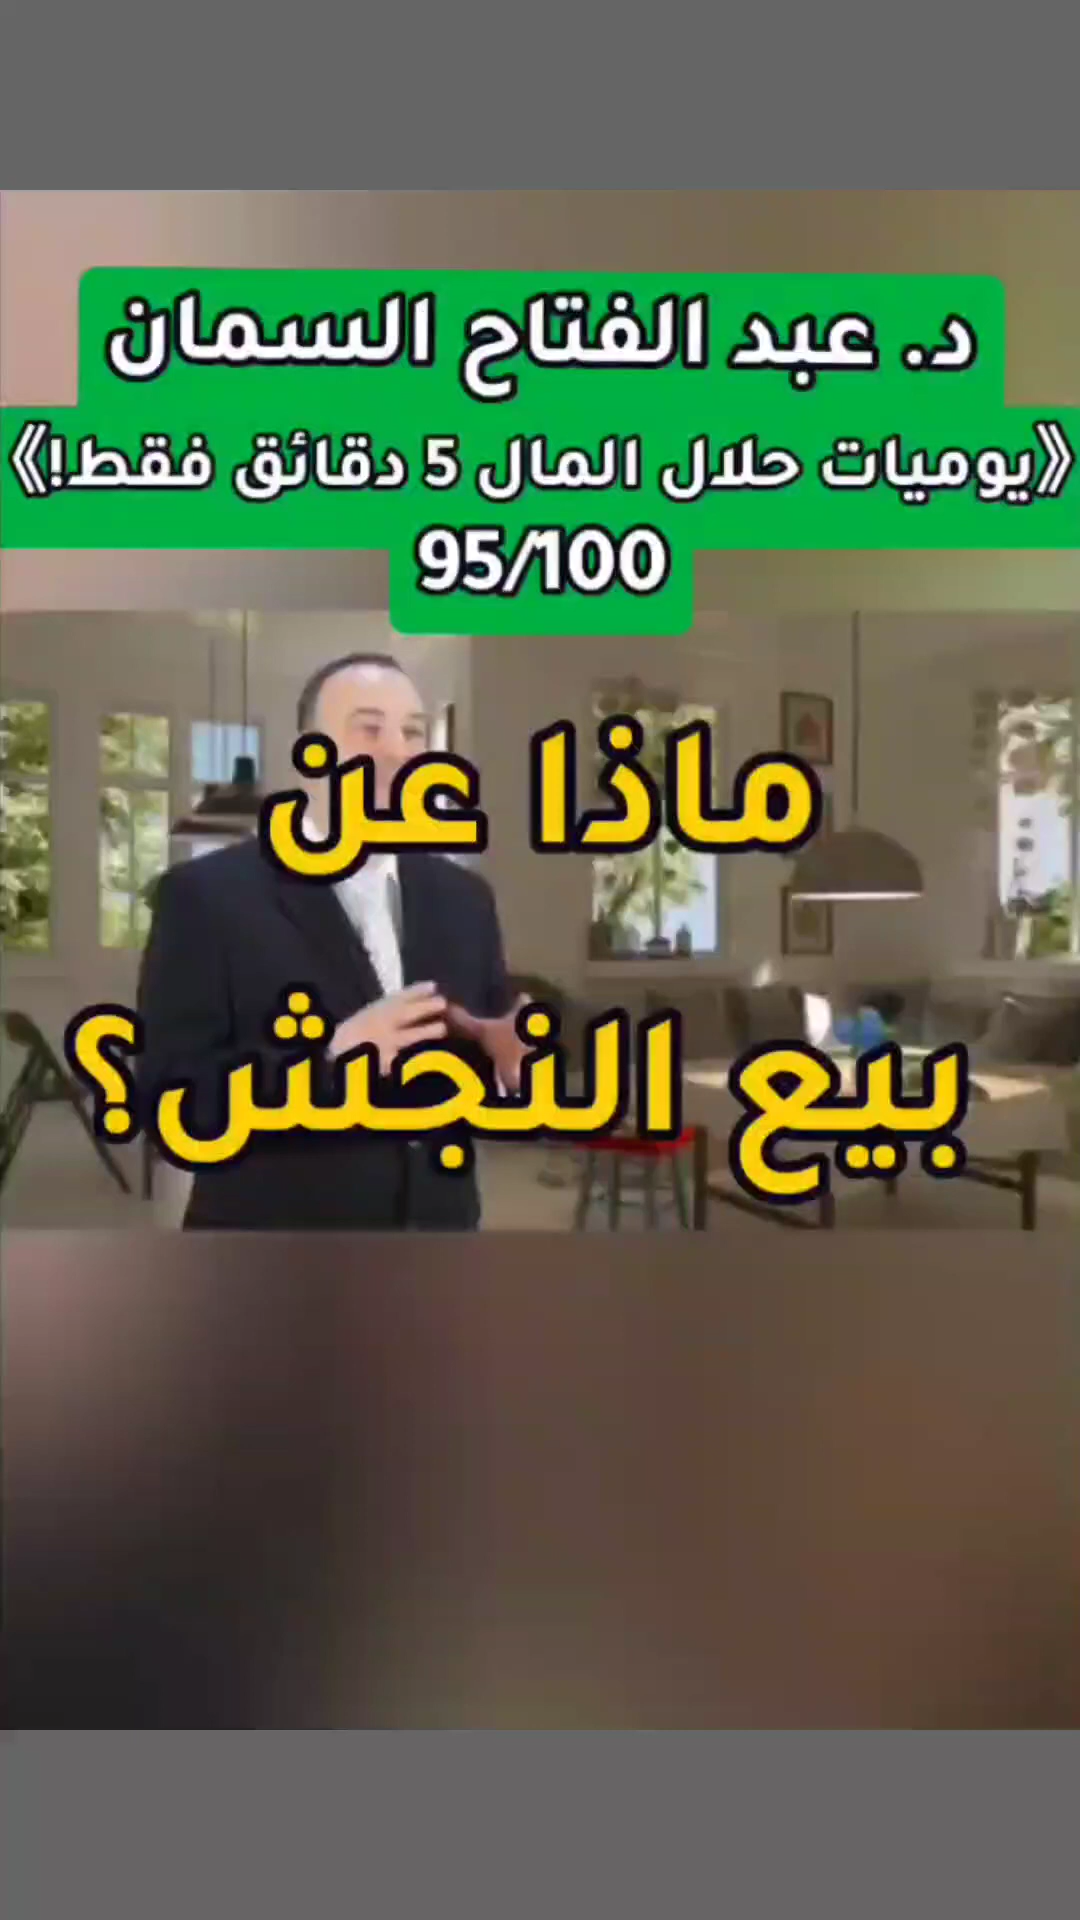 د. عبد الفتاح السمان
《يوميات حلال المال 5 دقائق فقط!》
95/100
ماذا عن
بيع النجش؟